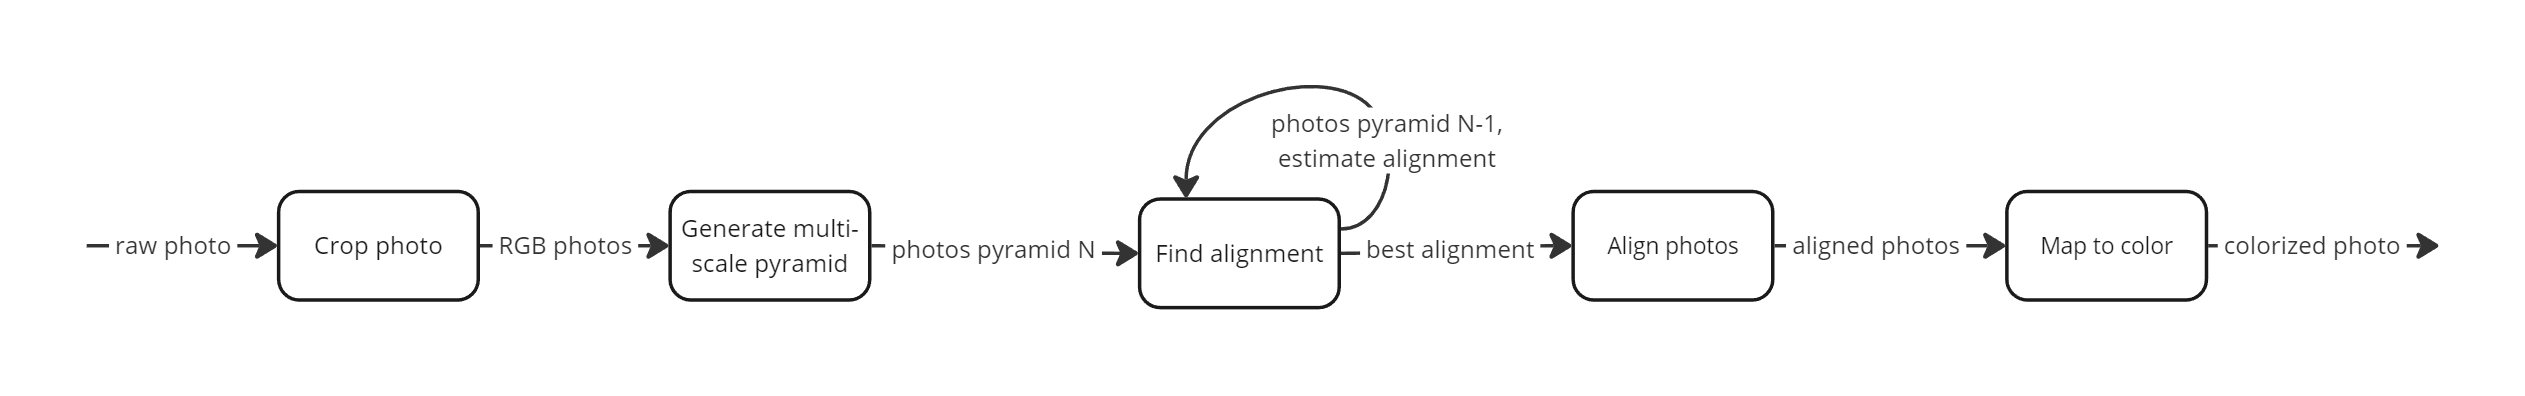 raw photo
Crop photo
RGB photos
Generate multi-
scale pyramid
photos pyramid N
Find alignment
photos pyramid N-1,
estimate alignment
best alignment
Align photos
aligned photos
Map to color
colorized photo